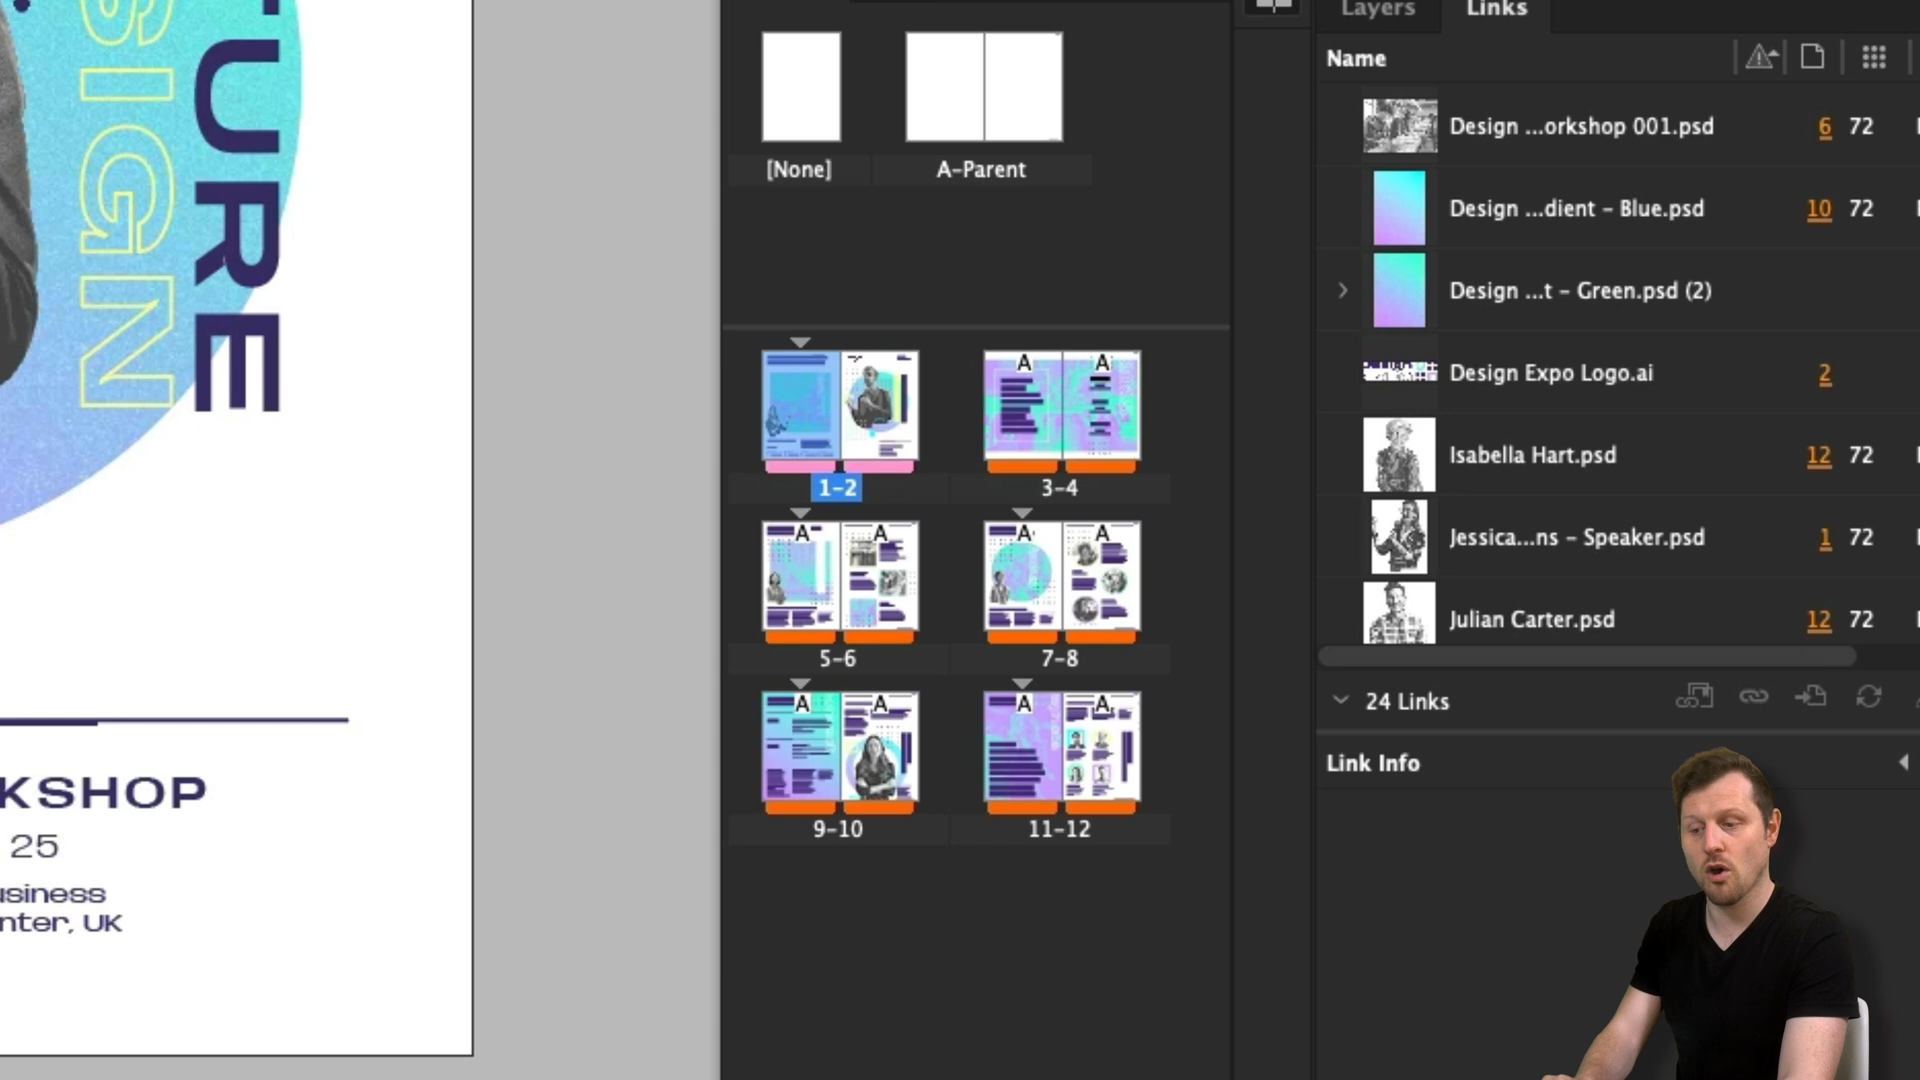 SIGN
TURE
KSHOP
25
usiness
nter, UK
[None]
A-Parent
A
A
1-2
3-4
A
A
A
A
5-6
7-8
A
A
A
A
9-10
11-12
Layers
Links
Name
Design ...orkshop 001.psd
6
72
Design ...dient – Blue.psd
10
72
Design ...t – Green.psd (2)
Design Expo Logo.ai
2
Isabella Hart.psd
12
72
Jessica...ns – Speaker.psd
1
72
Julian Carter.psd
12
72
24 Links
Link Info